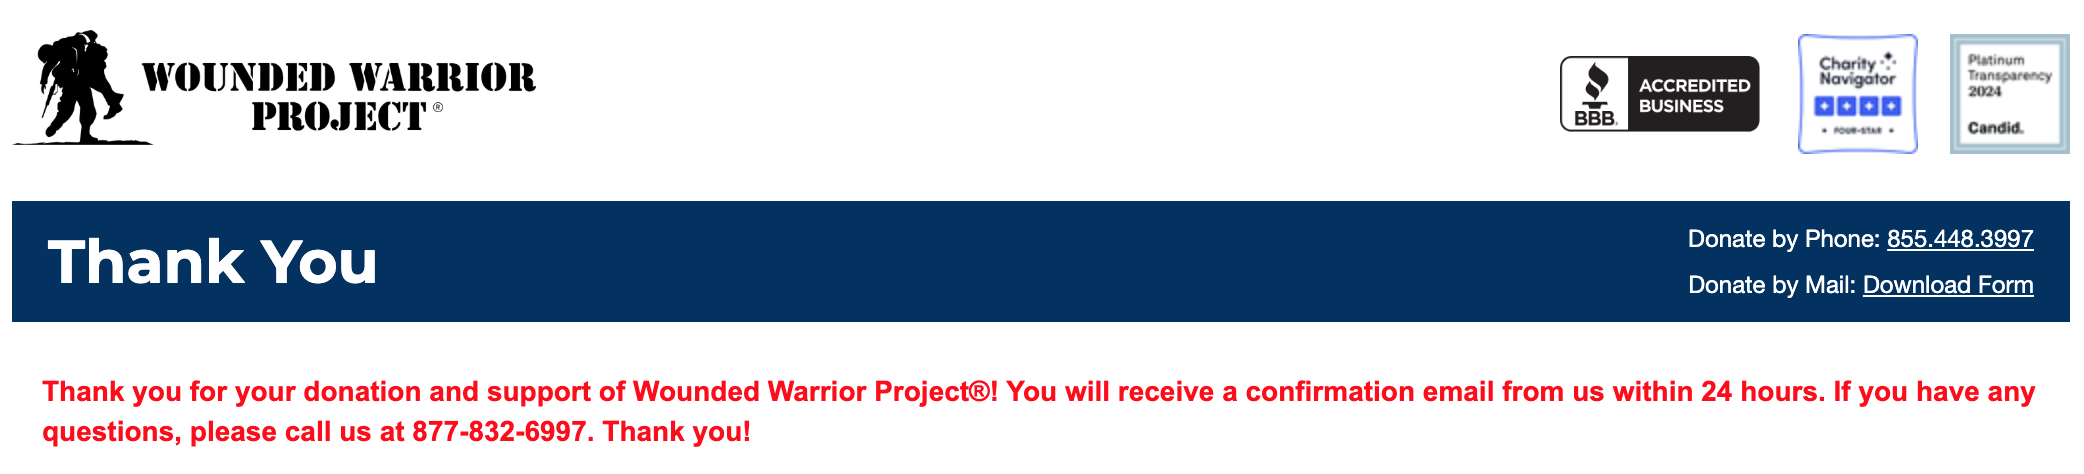 WOUNDED WARRIOR
PROJECT®
BBB.
ACCREDITED
BUSINESS
Charity
Navigator
FOUR-STAR
Platinum
Transparency
2024
Candid.
Thank You
Donate by Phone: 855.448.3997
Donate by Mail: Download Form
Thank you for your donation and support of Wounded Warrior Project®! You will receive a confirmation email from us within 24 hours. If you have any
questions, please call us at 877-832-6997. Thank you!